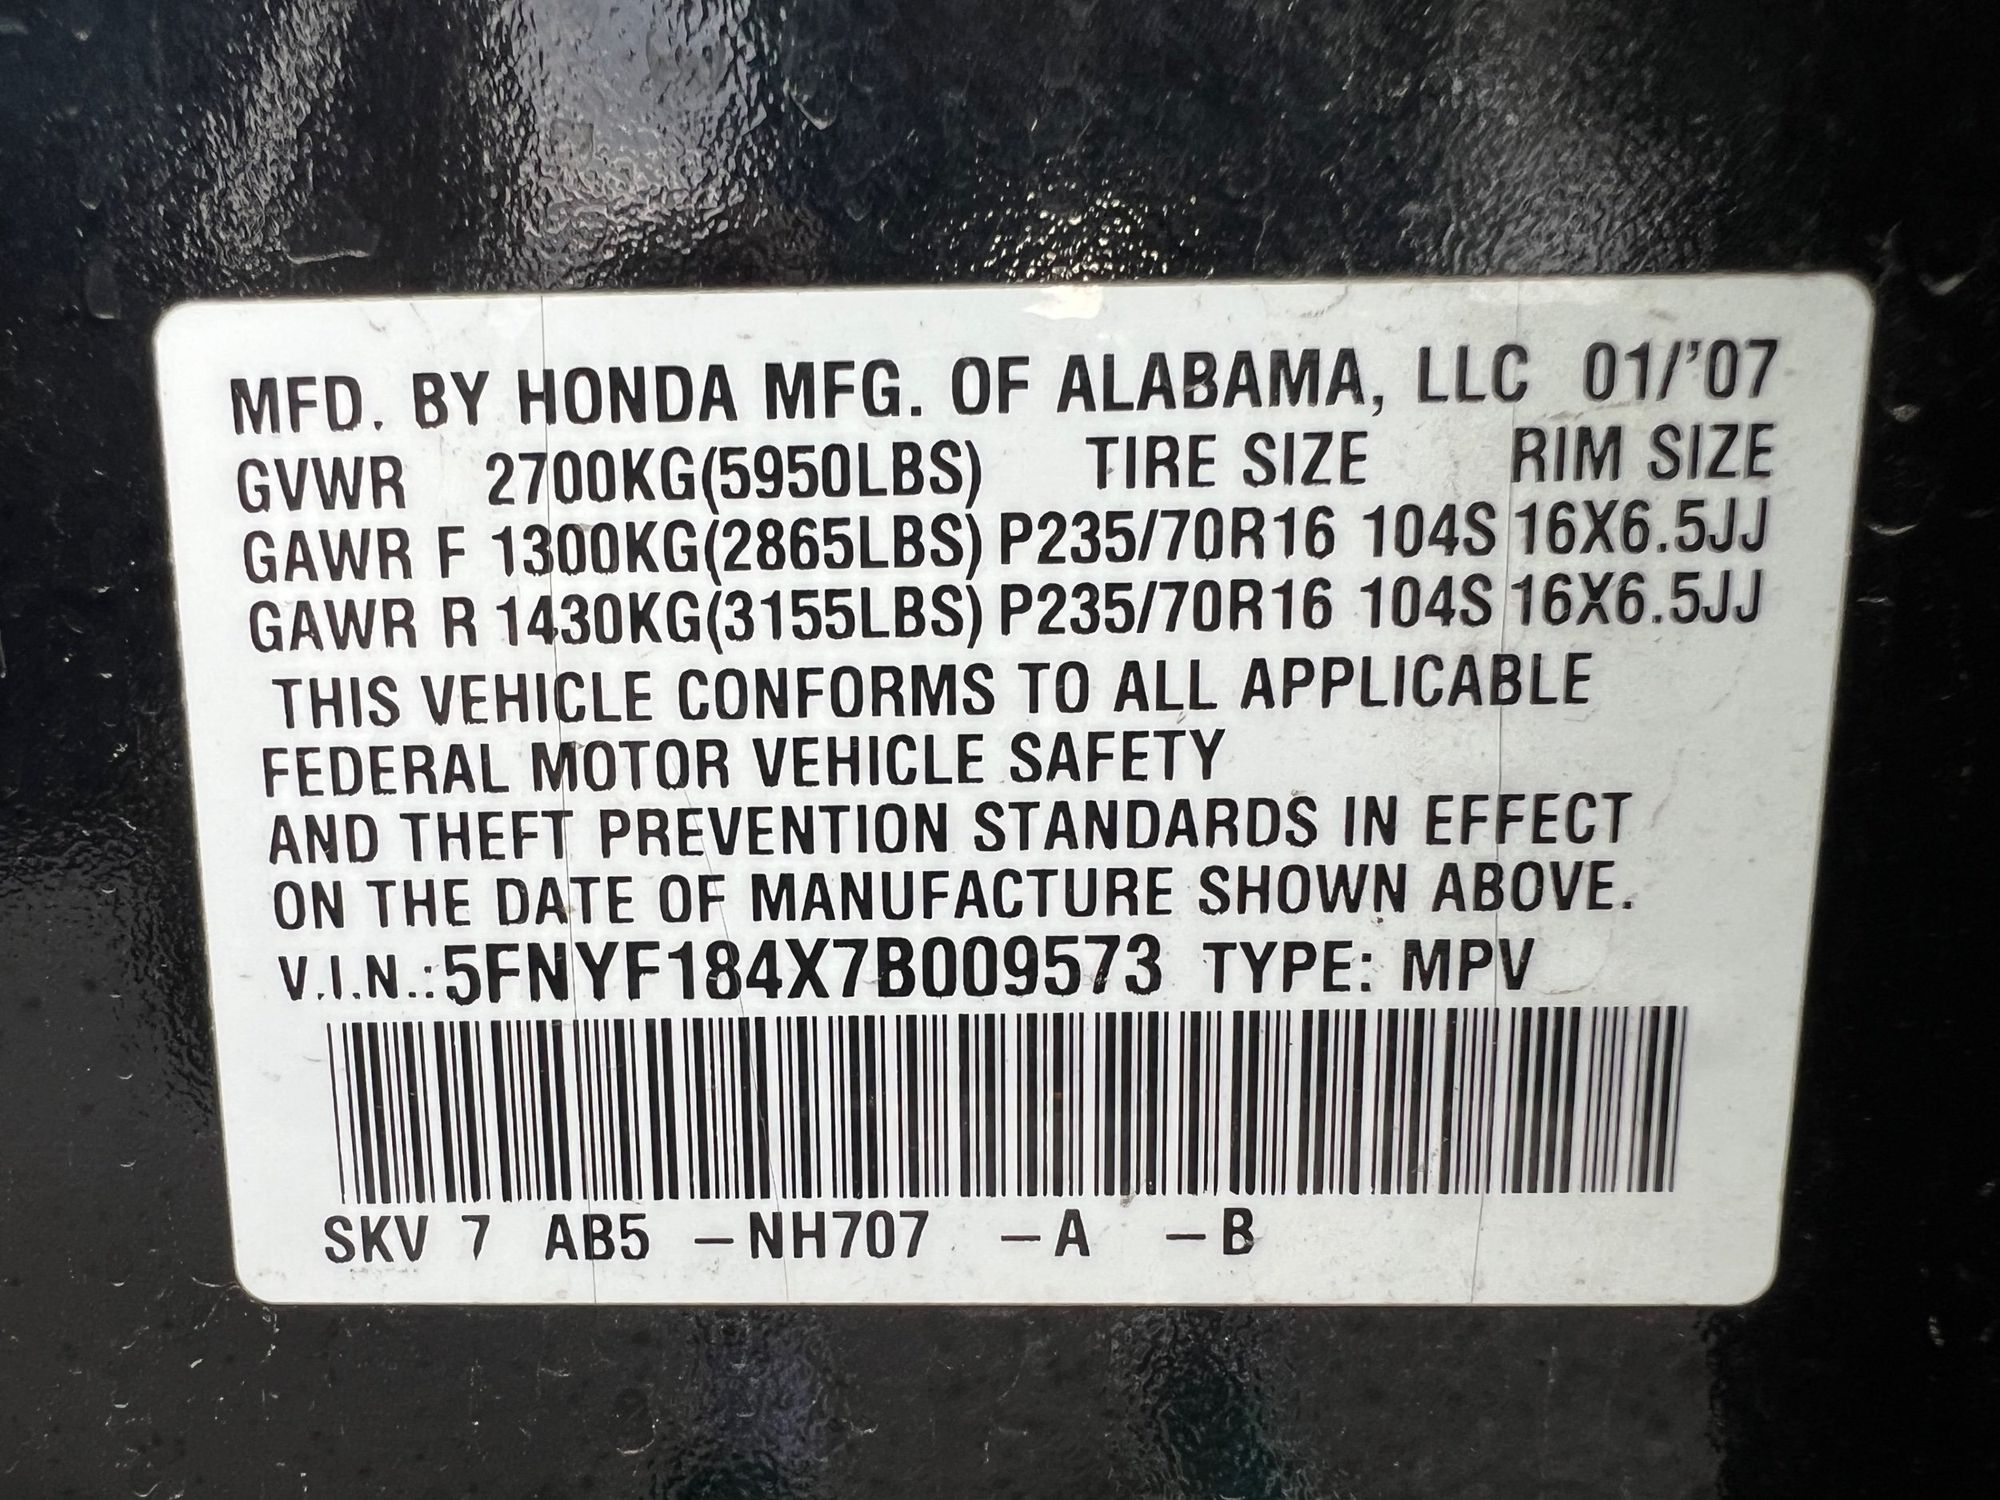 MFD. BY HONDA MFG. OF ALABAMA, LLC 01/'07
GVWR 2700KG(5950LBS) TIRE SIZE RIM SIZE
GAWR F 1300KG(2865LBS) P235/70R16 104S 16X6.5JJ
GAWR R 1430KG(3155LBS) P235/70R16 104S 16X6.5JJ
THIS VEHICLE CONFORMS TO ALL APPLICABLE
FEDERAL MOTOR VEHICLE SAFETY
AND THEFT PREVENTION STANDARDS IN EFFECT
ON THE DATE OF MANUFACTURE SHOWN ABOVE.
V.I.N.: 5FNYF184X7B009573 TYPE: MPV
SKV 7 AB5 –NH707 –A –B